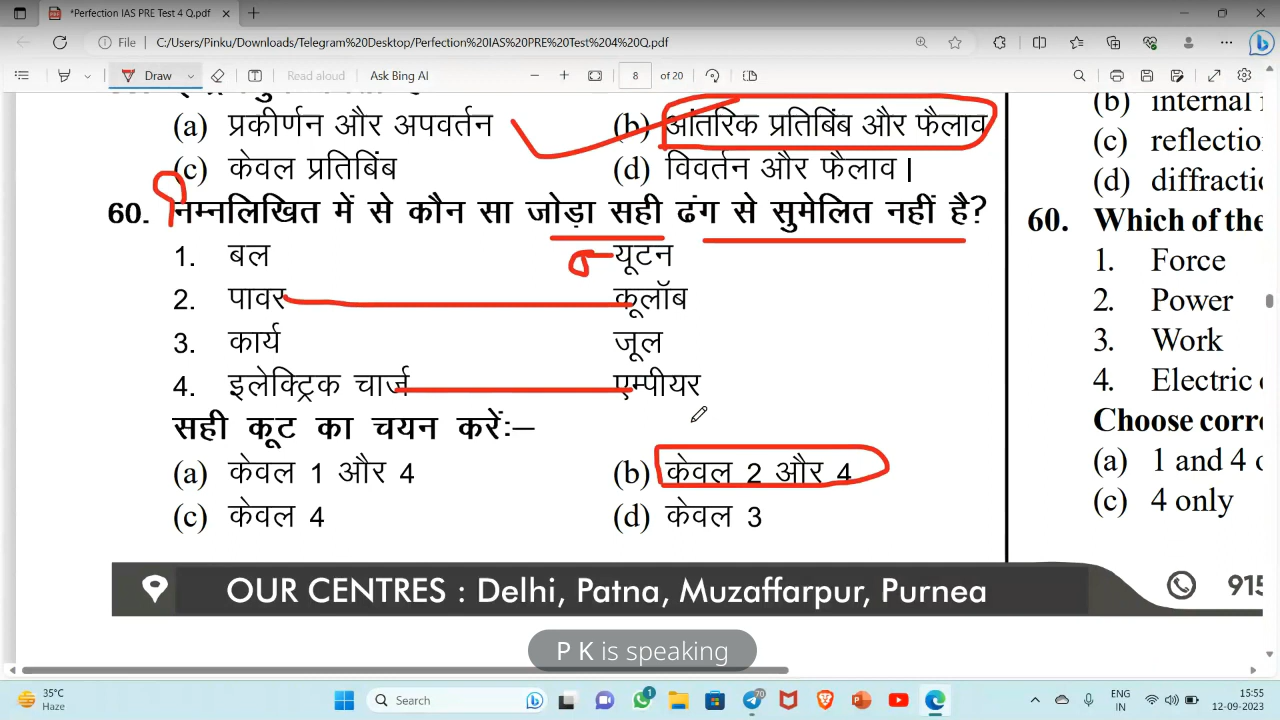 *Perfection IAS PRE Test 4 Q.pdf
File C:/Users/Pinku/Downloads/Telegram%20Desktop/Perfection%20IAS%20PRE%20Test%204%20Q.pdf
Draw Read aloud Ask Bing AI 8 of 20
(a) प्रकीर्णन और अपवर्तन (b) आंतरिक प्रतिबिंब और फैलाव
(c) केवल प्रतिबिंब (d) विवर्तन और फैलाव।
60. नम्नलिखित में से कौन सा जोड़ा सही ढंग से सुमेलित नहीं है?
1. बल यूटन
2. पावर कूलॉब
3. कार्य जूल
4. इलेक्ट्रिक चार्ज एम्पीयर
सही कूट का चयन करें:–
(a) केवल 1 और 4 (b) केवल 2 और 4
(c) केवल 4 (d) केवल 3
(b) internal
(c) reflectio
(d) diffracti
60. Which of the
1. Force
2. Power
3. Work
4. Electric
Choose corr
(a) 1 and 4
(c) 4 only
OUR CENTRES : Delhi, Patna, Muzaffarpur, Purnea
915
P K is speaking
35°C
Haze
Search
1
70
ENG
IN
15:55
12-09-2023